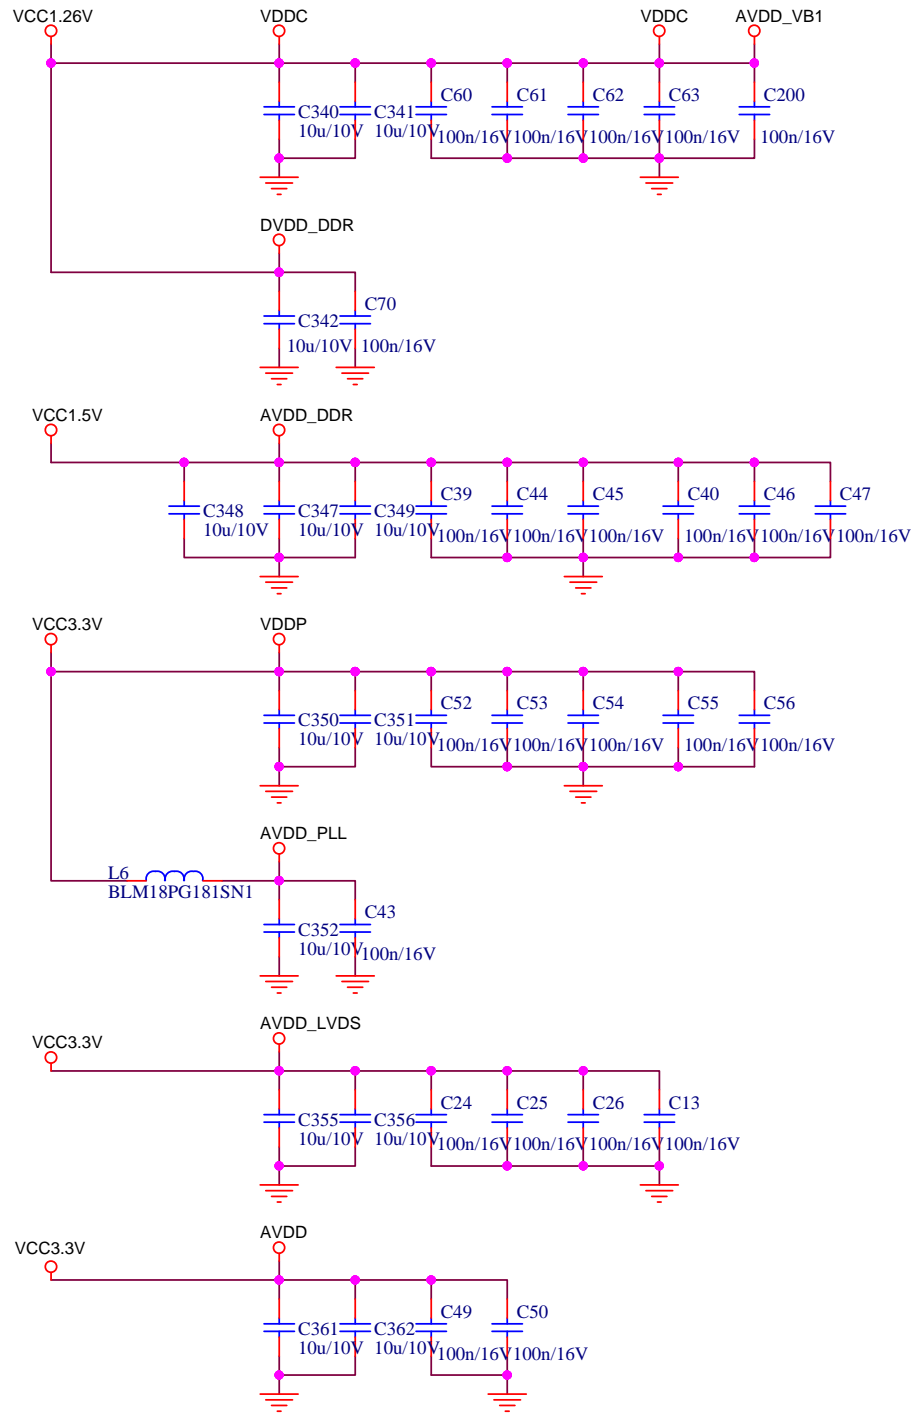 VCC1.26V VDDC VDDC AVDD_VB1
C340 C341 C60 C61 C62 C63 C200
10u/10V 10u/10V 100n/16V 100n/16V 100n/16V 100n/16V 100n/16V
DVDD_DDR
C342 C70
10u/10V 100n/16V
VCC1.5V AVDD_DDR
C348 C347 C349 C39 C44 C45 C40 C46 C47
10u/10V 10u/10V 10u/10V 100n/16V 100n/16V 100n/16V 100n/16V 100n/16V 100n/16V
VCC3.3V VDDP
C350 C351 C52 C53 C54 C55 C56
10u/10V 10u/10V 100n/16V 100n/16V 100n/16V 100n/16V 100n/16V
AVDD_PLL
L6
BLM18PG181SN1
C352 C43
10u/10V 100n/16V
VCC3.3V AVDD_LVDS
C355 C356 C24 C25 C26 C13
10u/10V 10u/10V 100n/16V 100n/16V 100n/16V 100n/16V
VCC3.3V AVDD
C361 C362 C49 C50
10u/10V 10u/10V 100n/16V 100n/16V